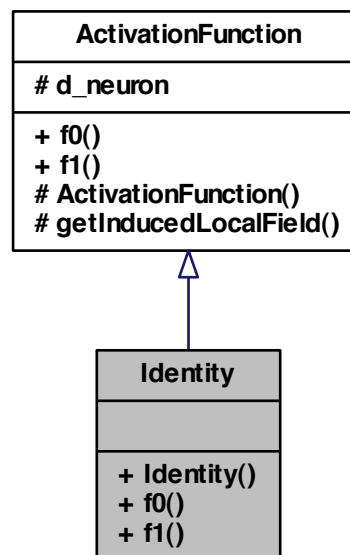 ActivationFunction
# d_neuron
+ f0()
+ f1()
# ActivationFunction()
# getInducedLocalField()
Identity
+ Identity()
+ f0()
+ f1()